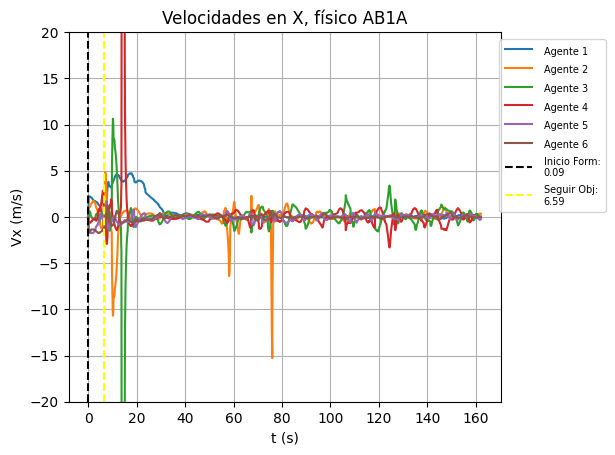 Velocidades en X, físico AB1A
20
15
10
5
0
−5
−10
−15
−20
Vx (m/s)
0
20
40
60
80
100
120
140
160
t (s)
Agente 1
Agente 2
Agente 3
Agente 4
Agente 5
Agente 6
Inicio Form:
0.09
Seguir Obj:
6.59